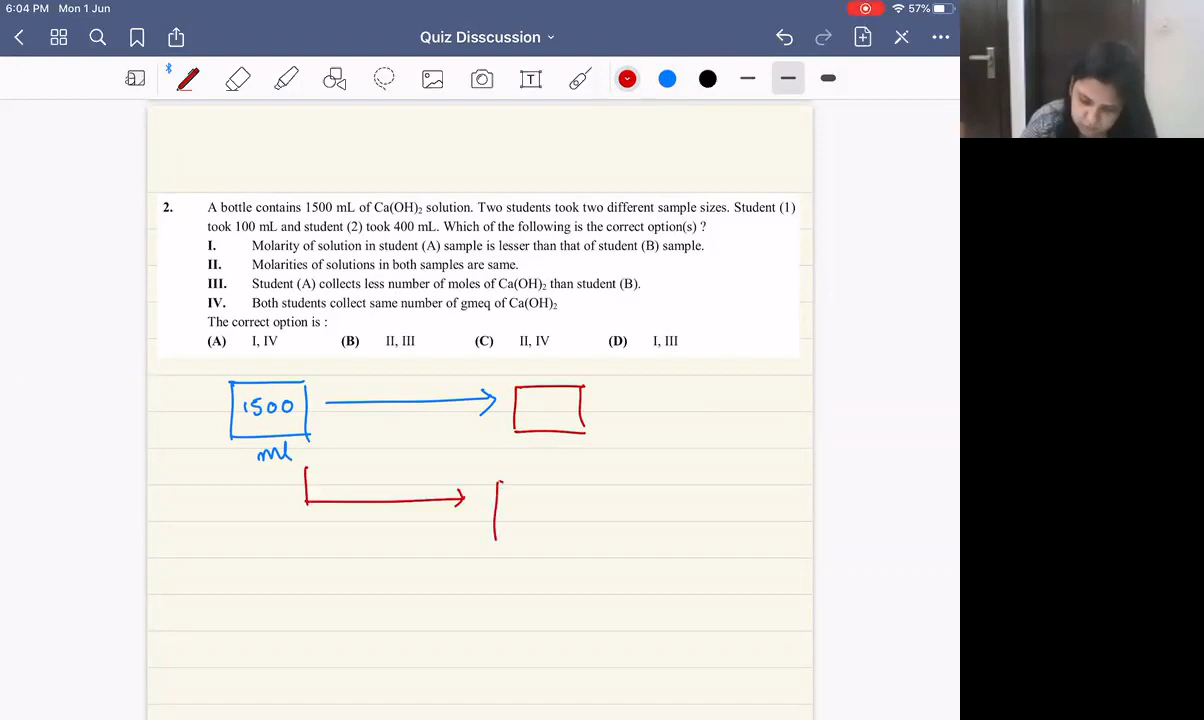 6:04 PM Mon 1 Jun
57%
Quiz Disscussion
T
2. A bottle contains 1500 mL of Ca(OH)₂ solution. Two students took two different sample sizes. Student (1)
took 100 mL and student (2) took 400 mL. Which of the following is the correct option(s) ?
I. Molarity of solution in student (A) sample is lesser than that of student (B) sample.
II. Molarities of solutions in both samples are same.
III. Student (A) collects less number of moles of Ca(OH)₂ than student (B).
IV. Both students collect same number of gmeq of Ca(OH)₂
The correct option is :
(A) I, IV (B) II, III (C) II, IV (D) I, III
1500
ml